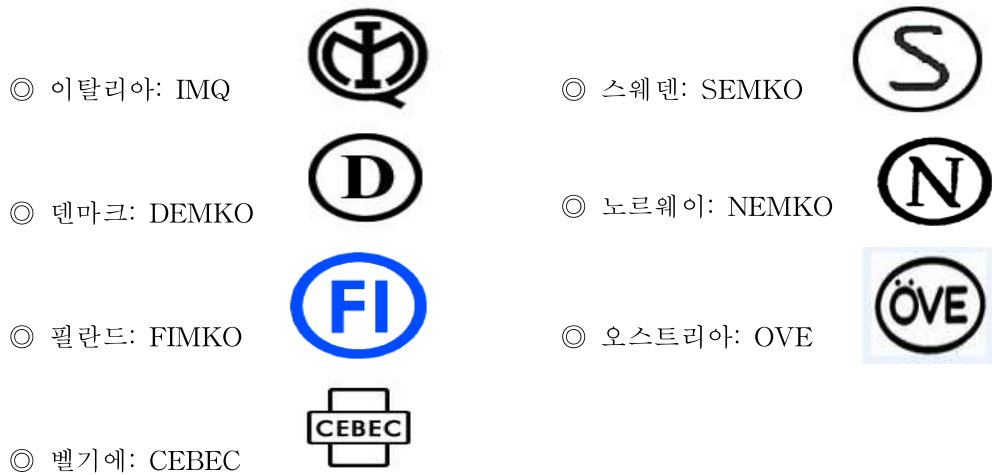 ◎ 이탈리아: IMQ
IMQ
◎ 스웨덴: SEMKO
S
◎ 덴마크: DEMKO
D
◎ 노르웨이: NEMKO
N
◎ 필란드: FIMKO
FI
◎ 오스트리아: OVE
ÖVE
◎ 벨기에: CEBEC
CEBEC